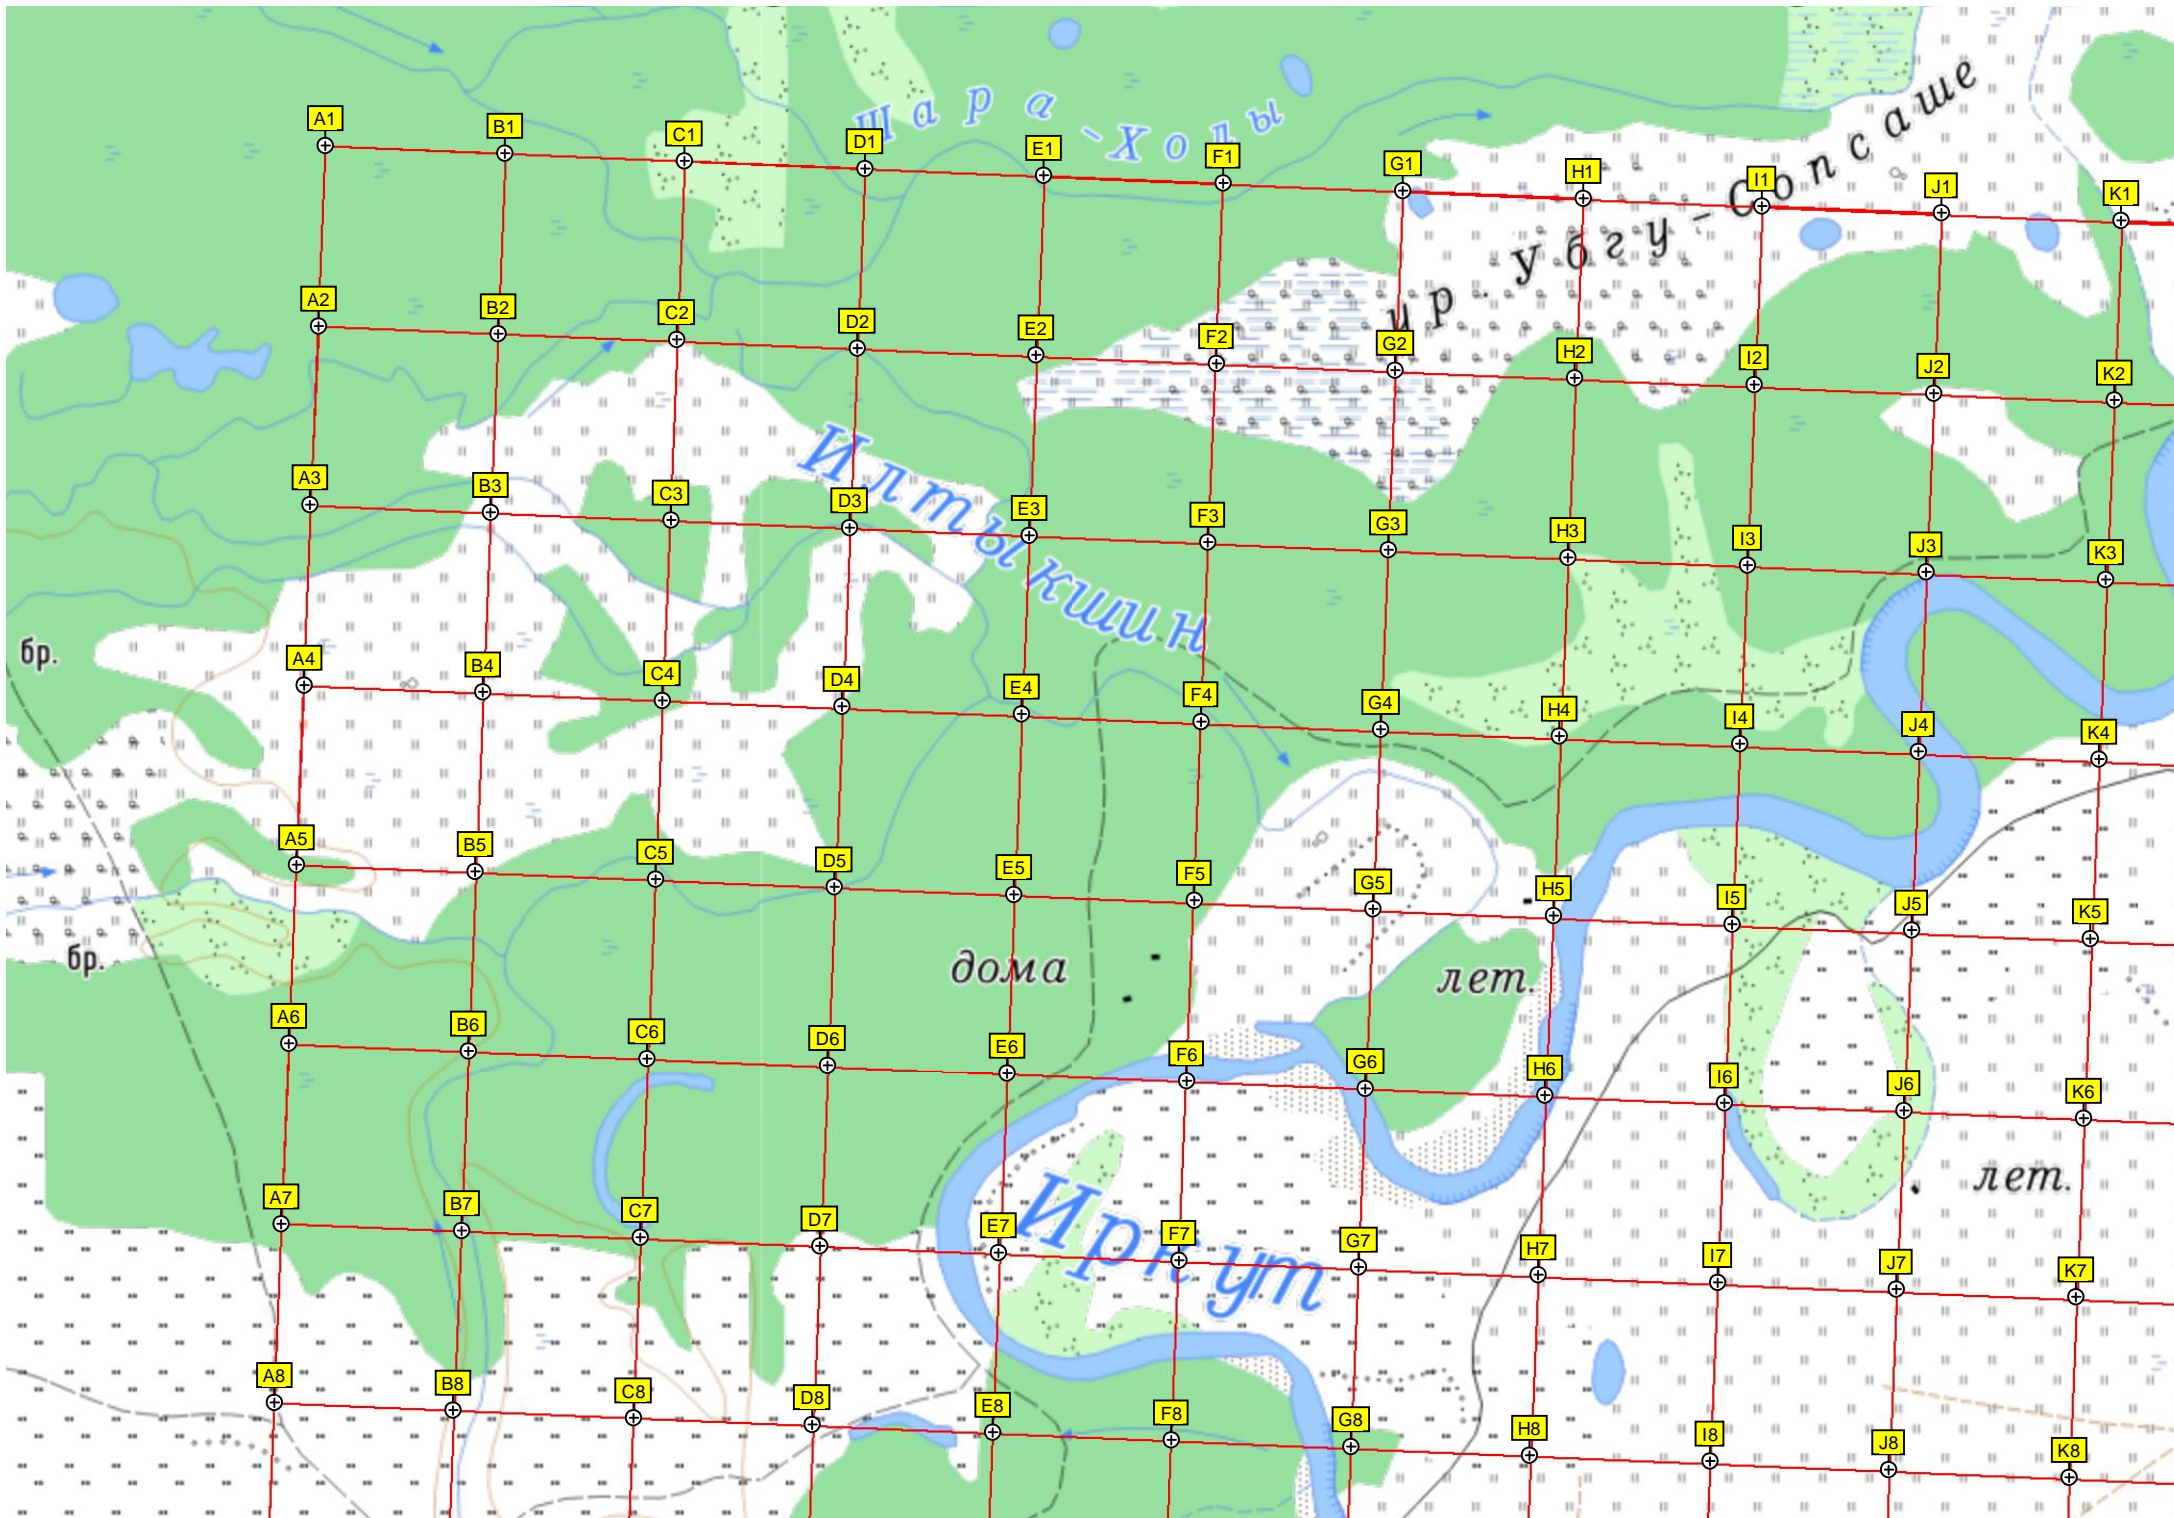 Шара-Холы
ур. Убгу-Сопсаше
A1 B1 C1 D1 E1 F1 G1 H1 I1 J1 K1
A2 B2 C2 D2 E2 F2 G2 H2 I2 J2 K2
Илтыкшин
A3 B3 C3 D3 E3 F3 G3 H3 I3 J3 K3
бр.
A4 B4 C4 D4 E4 F4 G4 H4 I4 J4 K4
A5 B5 C5 D5 E5 F5 G5 H5 I5 J5 K5
бр.
дома
лет.
A6 B6 C6 D6 E6 F6 G6 H6 I6 J6 K6
лет.
A7 B7 C7 D7 E7 F7 G7 H7 I7 J7 K7
Иркут
A8 B8 C8 D8 E8 F8 G8 H8 I8 J8 K8